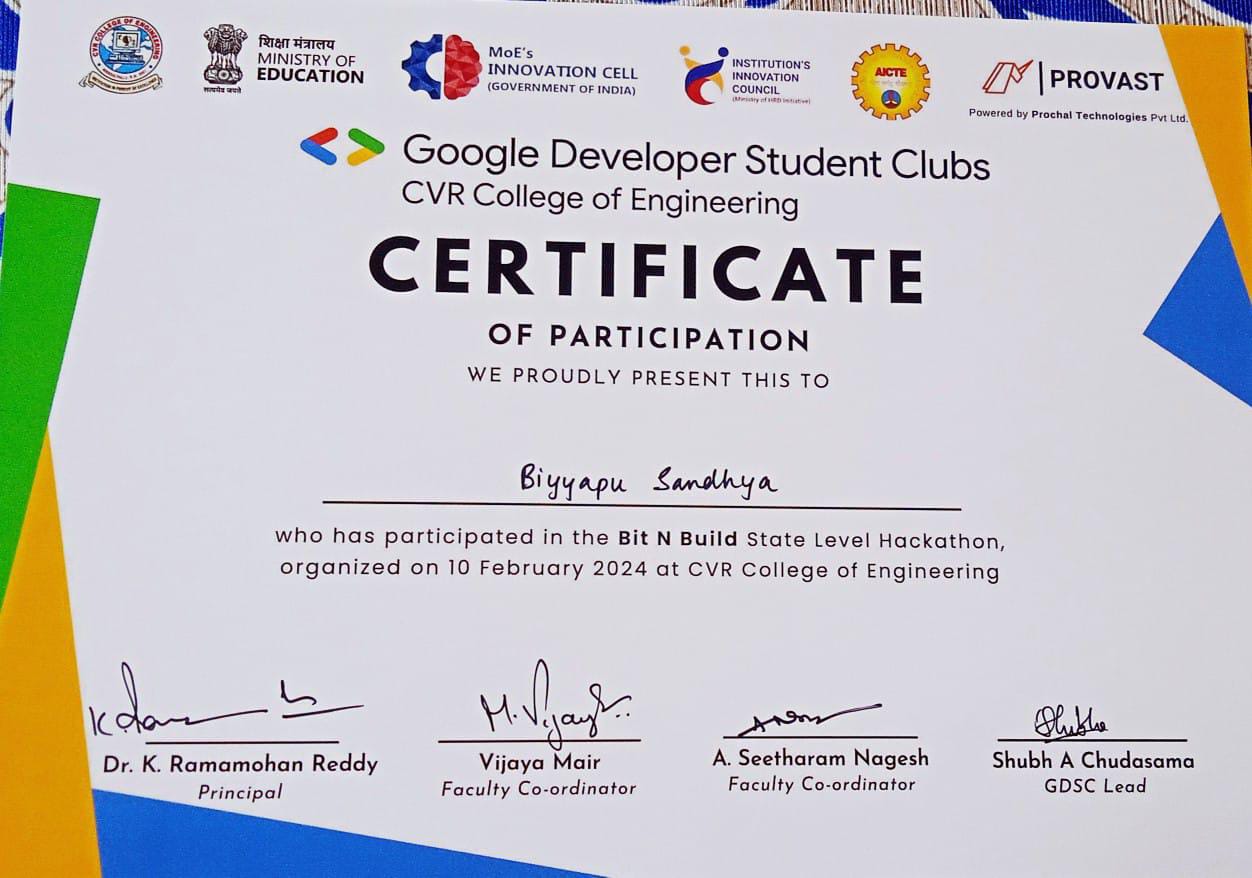 CVR COLLEGE OF ENGINEERING
शिक्षा मंत्रालय
MINISTRY OF
EDUCATION
सत्यमेव जयते
MoE's
INNOVATION CELL
(GOVERNMENT OF INDIA)
INSTITUTION'S
INNOVATION
COUNCIL
(Ministry of HRD Initiative)
AICTE
PROVAST
Powered by Prochal Technologies Pvt Ltd.
Google Developer Student Clubs
CVR College of Engineering
CERTIFICATE
OF PARTICIPATION
WE PROUDLY PRESENT THIS TO
Biyyapu Sandhya
who has participated in the Bit N Build State Level Hackathon,
organized on 10 February 2024 at CVR College of Engineering
M. Vijay
Shubha
Dr. K. Ramamohan Reddy
Principal
Vijaya Mair
Faculty Co-ordinator
A. Seetharam Nagesh
Faculty Co-ordinator
Shubh A Chudasama
GDSC Lead